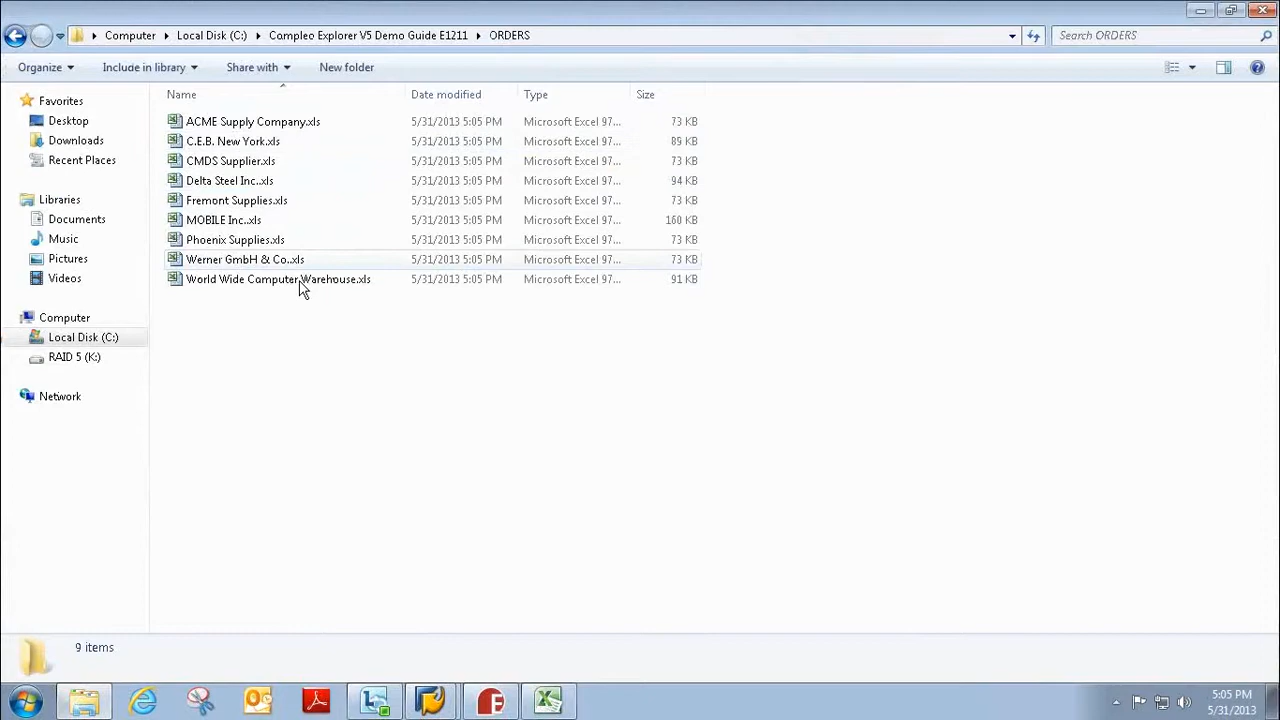 Computer Local Disk (C:) Compleo Explorer V5 Demo Guide E1211 ORDERS Search ORDERS
Organize Include in library Share with New folder
Name Date modified Type Size
Favorites
Desktop
Downloads
Recent Places
Libraries
Documents
Music
Pictures
Videos
Computer
Local Disk (C:)
RAID 5 (K:)
Network
ACME Supply Company.xls 5/31/2013 5:05 PM Microsoft Excel 97... 73 KB
C.E.B. New York.xls 5/31/2013 5:05 PM Microsoft Excel 97... 89 KB
CMDS Supplier.xls 5/31/2013 5:05 PM Microsoft Excel 97... 73 KB
Delta Steel Inc..xls 5/31/2013 5:05 PM Microsoft Excel 97... 94 KB
Fremont Supplies.xls 5/31/2013 5:05 PM Microsoft Excel 97... 73 KB
MOBILE Inc..xls 5/31/2013 5:05 PM Microsoft Excel 97... 160 KB
Phoenix Supplies.xls 5/31/2013 5:05 PM Microsoft Excel 97... 73 KB
Werner GmbH & Co..xls 5/31/2013 5:05 PM Microsoft Excel 97... 73 KB
World Wide Computer Warehouse.xls 5/31/2013 5:05 PM Microsoft Excel 97... 91 KB
9 items
5:05 PM
5/31/2013